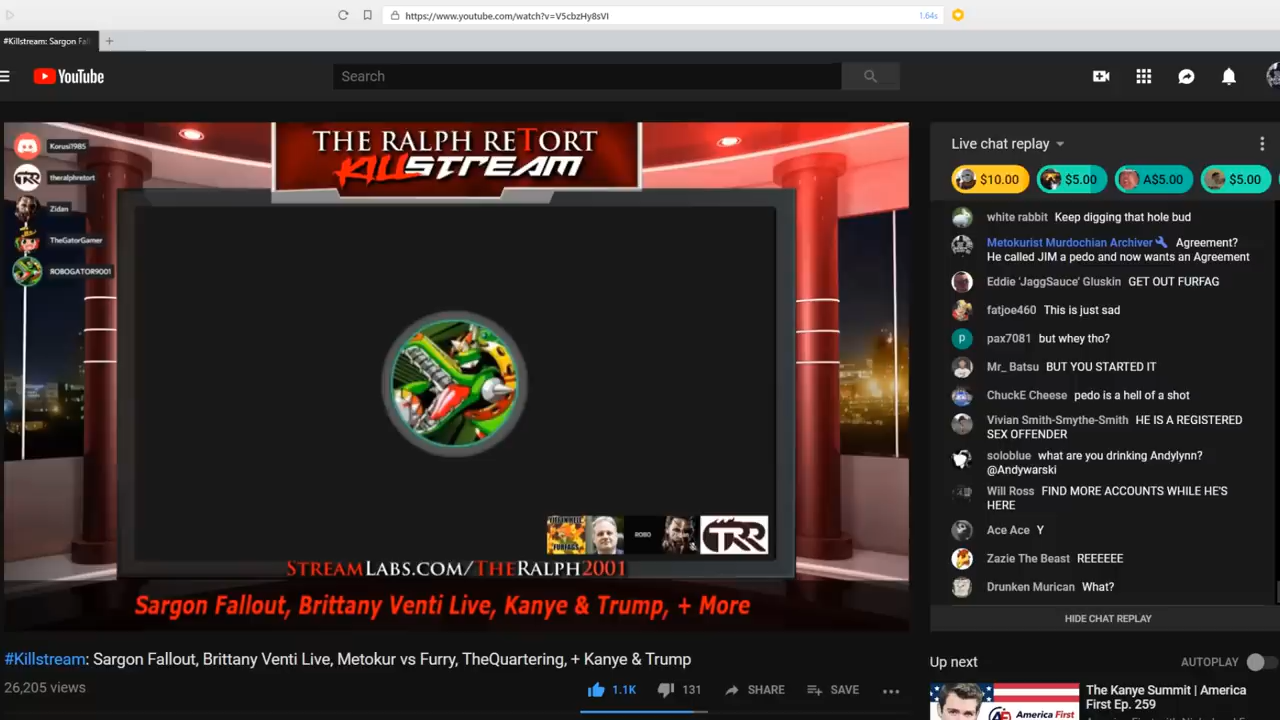 https://www.youtube.com/watch?v=V5cbzHy8sVI
1.64s
#Killstream: Sargon Fal
YouTube
Search
Korusi1985
theralphretort
Zidan
TheGatorGamer
ROBOGATOR9001
THE RALPH RETORT
KILLSTREAM
ROBO
TRR
STREAMLABS.COM/THERALPH2001
Sargon Fallout, Brittany Venti Live, Kanye & Trump, + More
#Killstream: Sargon Fallout, Brittany Venti Live, Metokur vs Furry, TheQuartering, + Kanye & Trump
26,205 views
1.1K
131
SHARE
SAVE
Live chat replay
$10.00
$5.00
A$5.00
$5.00
white rabbit Keep digging that hole bud
Metokurist Murdochian Archiver Agreement?
He called JIM a pedo and now wants an Agreement
Eddie 'JaggSauce' Gluskin GET OUT FURFAG
fatjoe460 This is just sad
pax7081 but whey tho?
Mr_ Batsu BUT YOU STARTED IT
ChuckE Cheese pedo is a hell of a shot
Vivian Smith-Smythe-Smith HE IS A REGISTERED
SEX OFFENDER
soloblue what are you drinking Andylynn?
@Andywarski
Will Ross FIND MORE ACCOUNTS WHILE HE'S
HERE
Ace Ace Y
Zazie The Beast REEEEEE
Drunken Murican What?
HIDE CHAT REPLAY
Up next
AUTOPLAY
The Kanye Summit | America
First Ep. 259
America First